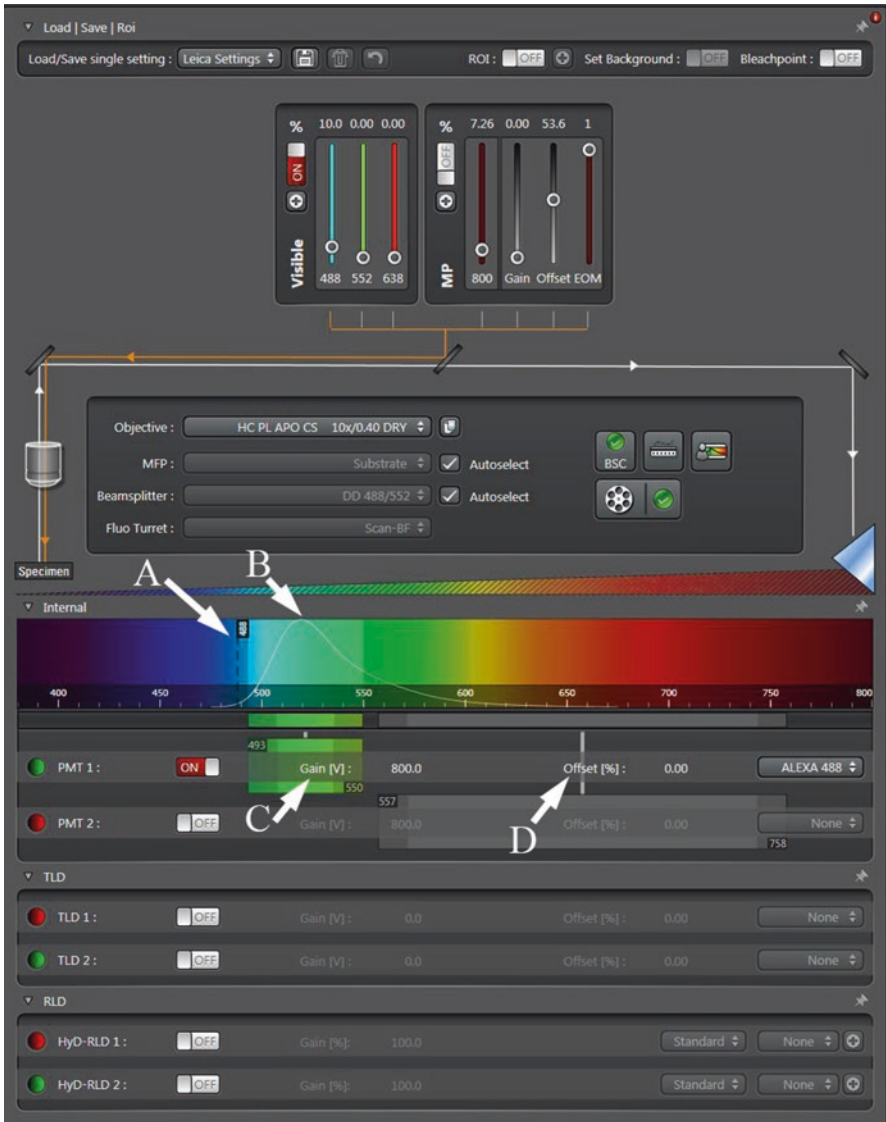 Load | Save | Roi
Load/Save single setting : Leica Settings ROI : OFF Set Background : OFF Bleachpoint : OFF
% 10.0 0.00 0.00 % 7.26 0.00 53.6 1
ON OFF
Visible 488 552 638 MP 800 Gain Offset EOM
Objective : HC PL APO CS 10x/0.40 DRY
MFP : Substrate Autoselect BSC
Beamsplitter : DD 488/552 Autoselect
Fluo Turret : Scan-BF
Specimen
A B
Internal
488
400 450 500 550 600 650 700 750 800
493
PMT 1 : ON Gain [V] : 800.0 Offset [%] : 0.00 ALEXA 488
550
557
C D
PMT 2 : OFF Gain [V] : 800.0 Offset [%] : 0.00 None
758
TLD
TLD 1 : OFF Gain [V] : 0.0 Offset [%] : 0.00 None
TLD 2 : OFF Gain [V] : 0.0 Offset [%] : 0.00 None
RLD
HyD-RLD 1 : OFF Gain [%]: 100.0 Standard None
HyD-RLD 2 : OFF Gain [%]: 100.0 Standard None